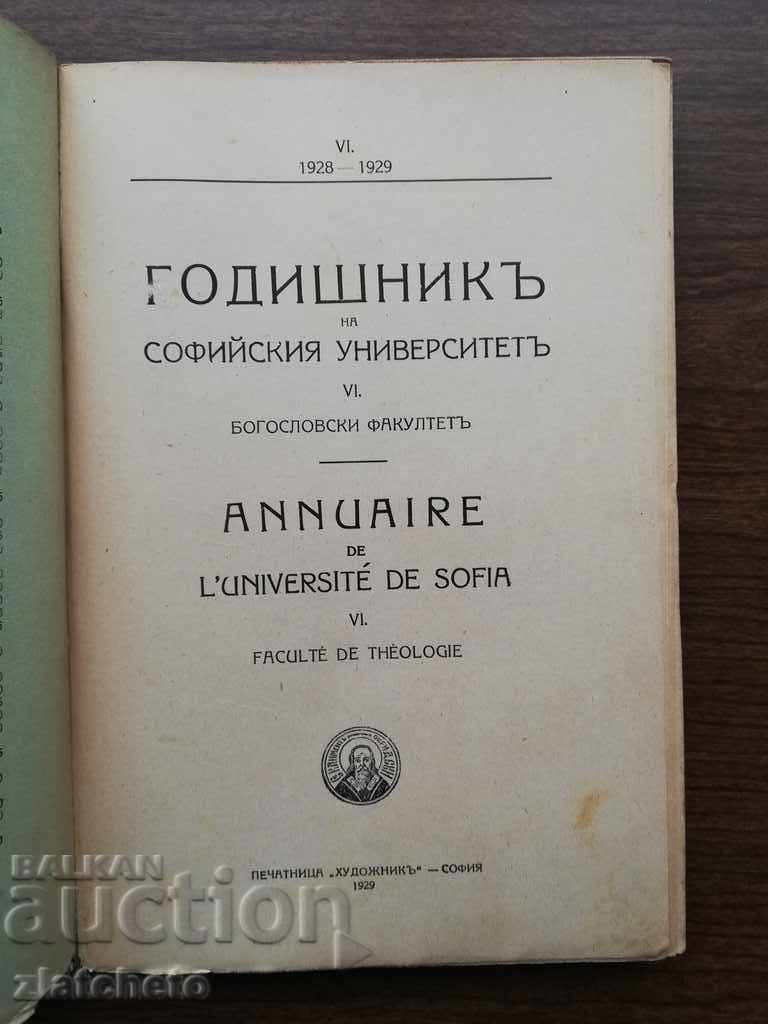 VI.
1928 — 1929
ГОДИШНИКЪ
НА
СОФИЙСКИЯ УНИВЕРСИТЕТЪ
VI.
БОГОСЛОВСКИ ФАКУЛТЕТЪ
ANNUAIRE
DE
L'UNIVERSITÉ DE SOFIA
VI.
FACULTÉ DE THÉOLOGIE
ПЕЧАТНИЦА „ХУДОЖНИКЪ" — СОФИЯ
1929
BALKAN
auction
zlatcheto